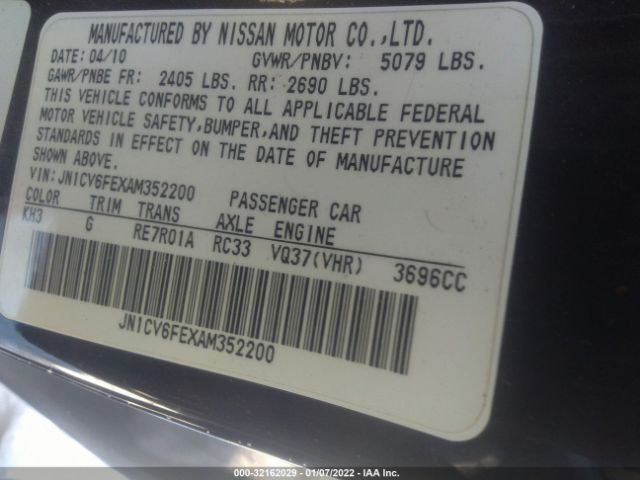 MANUFACTURED BY NISSAN MOTOR CO.,LTD.
DATE: 04/10 GVWR/PNBV: 5079 LBS.
GAWR/PNBE FR: 2405 LBS. RR: 2690 LBS.
THIS VEHICLE CONFORMS TO ALL APPLICABLE FEDERAL
MOTOR VEHICLE SAFETY,BUMPER,AND THEFT PREVENTION
STANDARDS IN EFFECT ON THE DATE OF MANUFACTURE
SHOWN ABOVE.
VIN:JN1CV6FEXAM352200 PASSENGER CAR
COLOR TRIM TRANS AXLE ENGINE
KH3 G RE7R01A RC33 VQ37(VHR) 3696CC
JN1CV6FEXAM352200
000-32162029 - 01/07/2022 - IAA Inc.